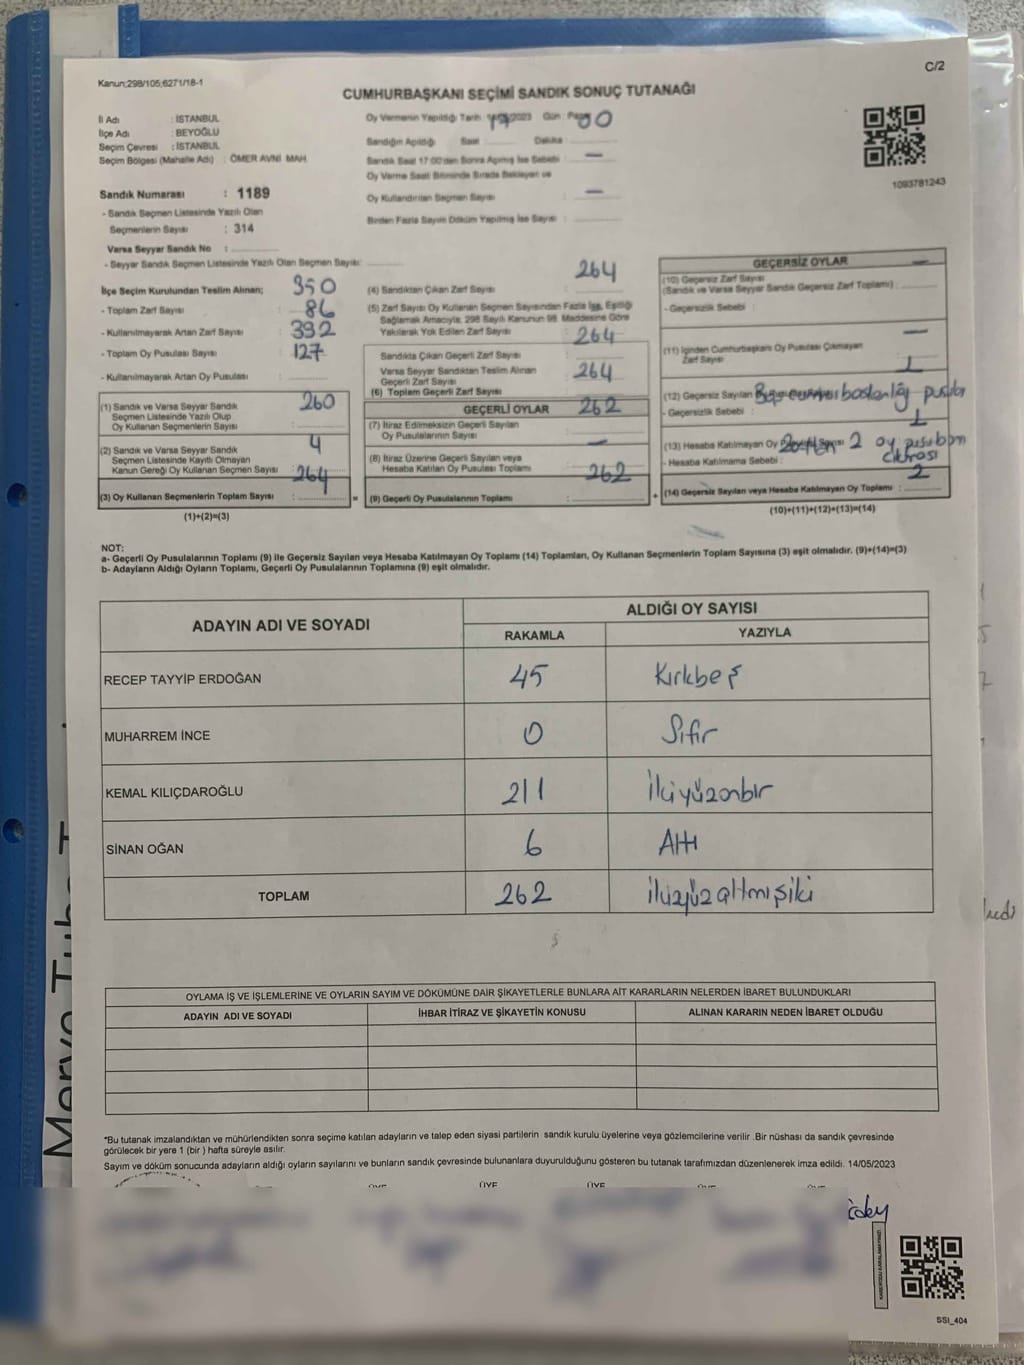 C/2
Kanun;298/105,6271/18-1
CUMHURBAŞKANI SEÇİMİ SANDIK SONUÇ TUTANAĞI
İl Adı : İSTANBUL
İlçe Adı : BEYOĞLU
Seçim Çevresi : İSTANBUL
Seçim Bölgesi (Mahalle Adı) : ÖMER AVNİ MAH.
Sandık Numarası : 1189
- Sandık Seçmen Listesinde Yazılı Olan
Seçmenlerin Sayısı : 314
Varsa Seyyar Sandık No :
- Seyyar Sandık Seçmen Listesinde Yazılı Olan Seçmen Sayısı:
Oy Vermenin Yapıldığı Tarih : 2023 Gün : 
Sandığın Açıldığı Saat : Dakika :
Sandık Saat 17:00'den Sonra Açılmış İse Sebebi : —
Oy Verme Saati Bitiminde Sırada Bekleyen ve
Oy Kullandırılan Seçmen Sayısı : —
Birden Fazla Sayım Döküm Yapılmış İse Sayısı :
1093781243
İlçe Seçim Kurulundan Teslim Alınan; 350
- Toplam Zarf Sayısı : 86
- Kullanılmayarak Artan Zarf Sayısı : 332
- Toplam Oy Pusulası Sayısı : 127
- Kullanılmayarak Artan Oy Pusulası :
(1) Sandık ve Varsa Seyyar Sandık 260
Seçmen Listesinde Yazılı Olup
Oy Kullanan Seçmenlerin Sayısı :
(2) Sandık ve Varsa Seyyar Sandık 4
Seçmen Listesinde Kayıtlı Olmayan
Kanun Gereği Oy Kullanan Seçmen Sayısı :
264
(3) Oy Kullanan Seçmenlerin Toplam Sayısı :
(1)+(2)=(3)
264
(4) Sandıktan Çıkan Zarf Sayısı :
(5) Zarf Sayısı Oy Kullanan Seçmen Sayısından Fazla İse, Eşitliği
Sağlamak Amacıyla; 298 Sayılı Kanunun 98. Maddesine Göre
Yakılarak Yok Edilen Zarf Sayısı : 264
Sandıkta Çıkan Geçerli Zarf Sayısı :
Varsa Seyyar Sandıktan Teslim Alınan 264
Geçerli Zarf Sayısı
(6) Toplam Geçerli Zarf Sayısı :
GEÇERLİ OYLAR 262
(7) İtiraz Edilmeksizin Geçerli Sayılan
Oy Pusulalarının Sayısı : —
(8) İtiraz Üzerine Geçerli Sayılan veya
Hesaba Katılan Oy Pusulası Toplamı : 262
(9) Geçerli Oy Pusulalarının Toplamı :
GEÇERSİZ OYLAR
(10) Geçersiz Zarf Sayısı —
(Sandık ve Varsa Seyyar Sandık Geçersiz Zarf Toplamı) :
- Geçersizlik Sebebi :
(11) İçinden Cumhurbaşkanı Oy Pusulası Çıkmayan —
Zarf Sayısı
(12) Geçersiz Sayılan
- Geçersizlik Sebebi :
(13) Hesaba Katılmayan Oy 2 oy
- Hesaba Katılmama Sebebi :
2
(14) Geçersiz Sayılan veya Hesaba Katılmayan Oy Toplamı :
(10)+(11)+(12)+(13)=(14)
NOT:
a- Geçerli Oy Pusulalarının Toplamı (9) ile Geçersiz Sayılan veya Hesaba Katılmayan Oy Toplamı (14) Toplamları, Oy Kullanan Seçmenlerin Toplam Sayısına (3) eşit olmalıdır. (9)+(14)=(3)
b- Adayların Aldığı Oyların Toplamı, Geçerli Oy Pusulalarının Toplamına (9) eşit olmalıdır.
ADAYIN ADI VE SOYADI
ALDIĞI OY SAYISI
RAKAMLA YAZIYLA
RECEP TAYYİP ERDOĞAN 45 Kırkbeş
MUHARREM İNCE 0 Sıfır
KEMAL KILIÇDAROĞLU 211 İkiyüzonbir
SİNAN OĞAN 6 Altı
TOPLAM 262 ikiyüzaltmışiki
OYLAMA İŞ VE İŞLEMLERİNE VE OYLARIN SAYIM VE DÖKÜMÜNE DAİR ŞİKAYETLERLE BUNLARA AİT KARARLARIN NELERDEN İBARET BULUNDUKLARI
ADAYIN ADI VE SOYADI İHBAR İTİRAZ VE ŞİKAYETİN KONUSU ALINAN KARARIN NEDEN İBARET OLDUĞU
*Bu tutanak imzalandıktan ve mühürlendikten sonra seçime katılan adayların ve talep eden siyasi partilerin sandık kurulu üyelerine veya gözlemcilerine verilir .Bir nüshası da sandık çevresinde
görülecek bir yere 1 (bir ) hafta süreyle asılır.
Sayım ve döküm sonucunda adayların aldığı oyların sayılarını ve bunların sandık çevresinde bulunanlara duyurulduğunu gösteren bu tutanak tarafımızdan düzenlenerek imza edildi. 14/05/2023
ÜYE ÜYE ÜYE
KAREKODU KARALAMAYINIZ!
SSI_404